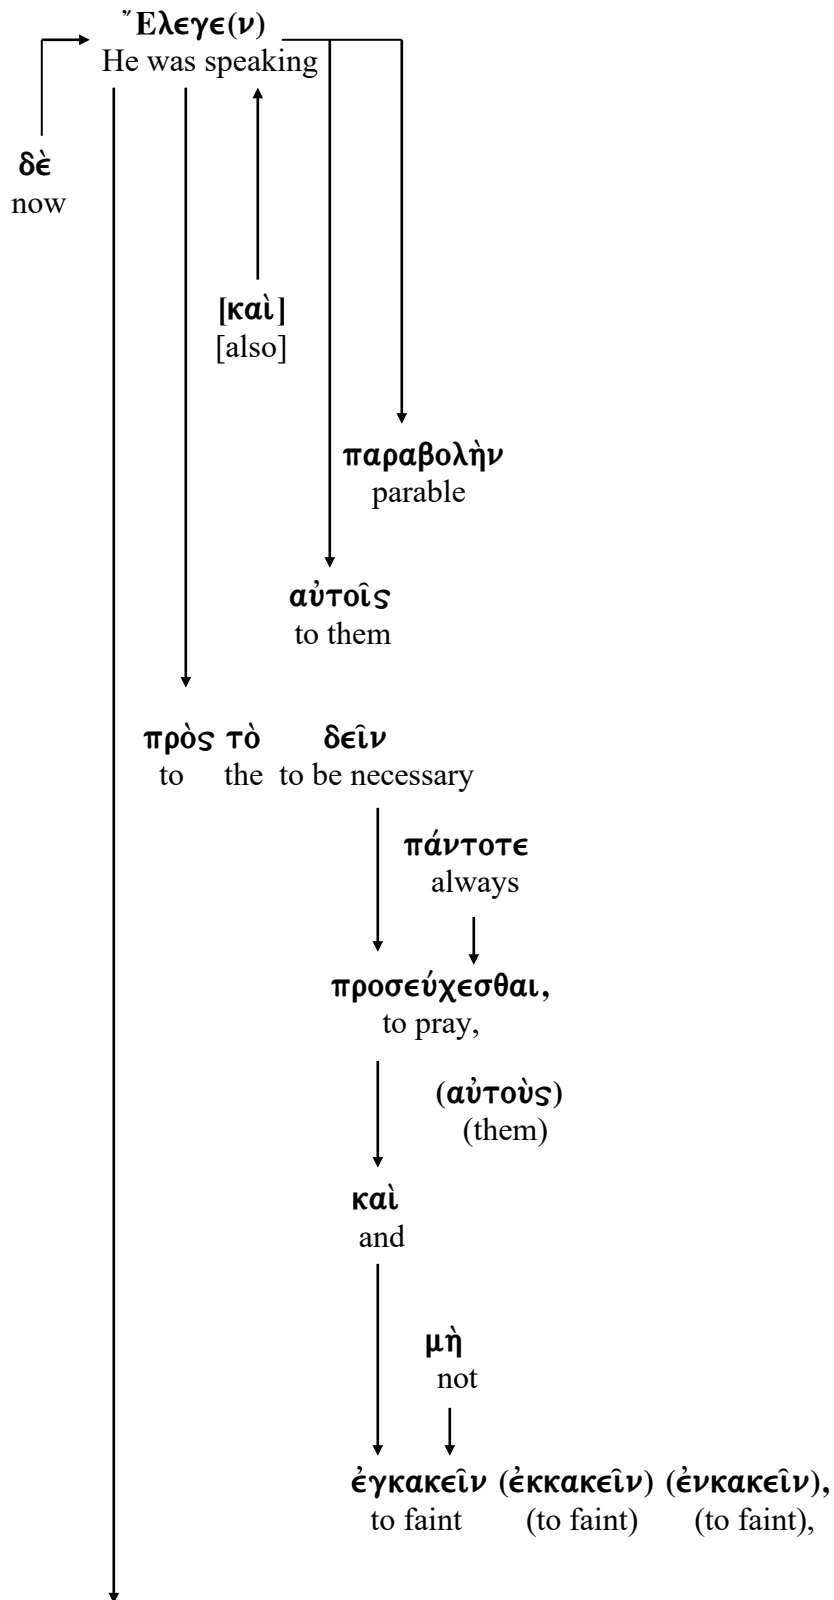 ῎Ελεγε(ν)
He was speaking
δὲ
now
[καὶ]
[also]
παραβολὴν
parable
αὐτοῖς
to them
πρὸς τὸ δεῖν
to the to be necessary
πάντοτε
always
προσεύχεσθαι,
to pray,
(αὐτοὺς)
(them)
καὶ
and
μὴ
not
ἐγκακεῖν (ἐκκακεῖν) (ἐνκακεῖν),
to faint (to faint) (to faint),